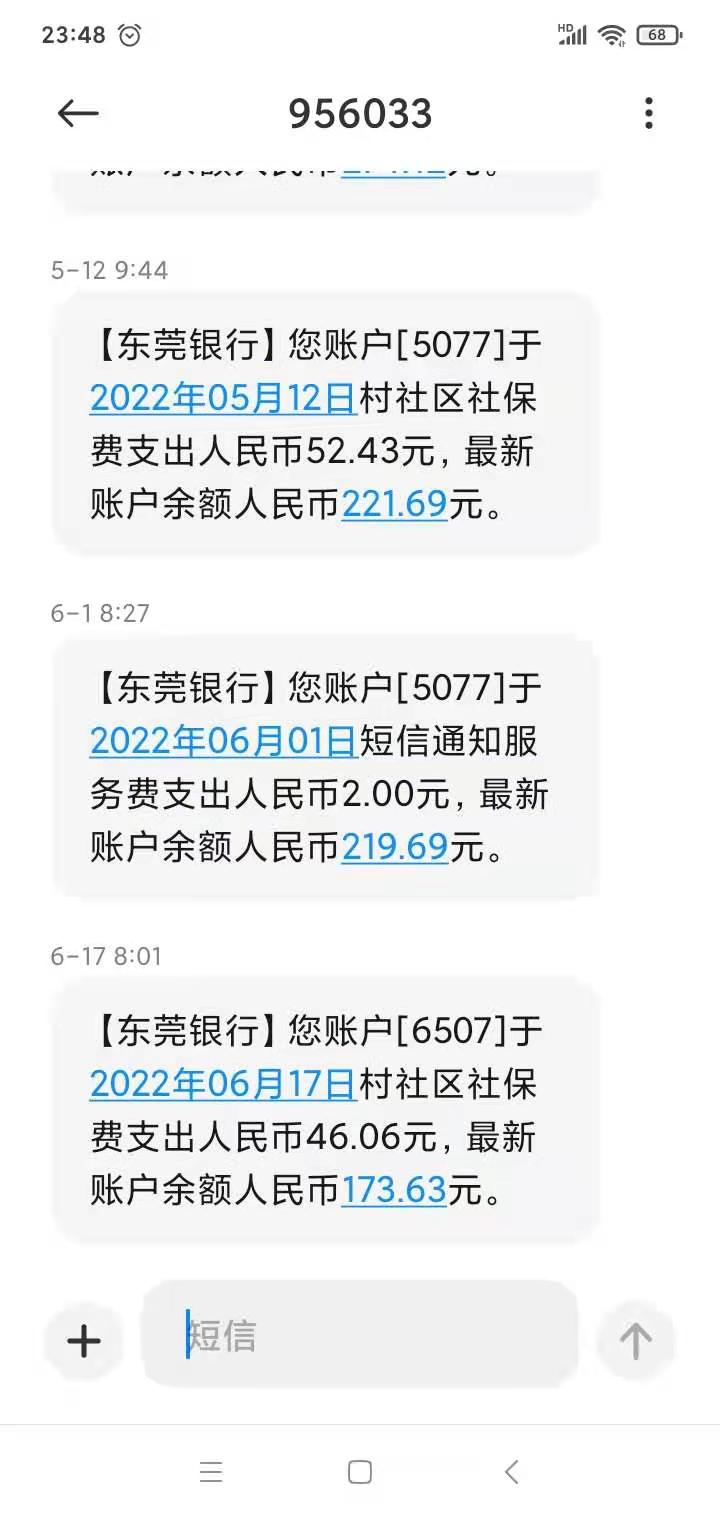 23:48
HD
68
956033
5-12 9:44
【东莞银行】您账户[5077]于
2022年05月12日村社区社保
费支出人民币52.43元，最新
账户余额人民币221.69元。
6-1 8:27
【东莞银行】您账户[5077]于
2022年06月01日短信通知服
务费支出人民币2.00元，最新
账户余额人民币219.69元。
6-17 8:01
【东莞银行】您账户[6507]于
2022年06月17日村社区社保
费支出人民币46.06元，最新
账户余额人民币173.63元。
短信